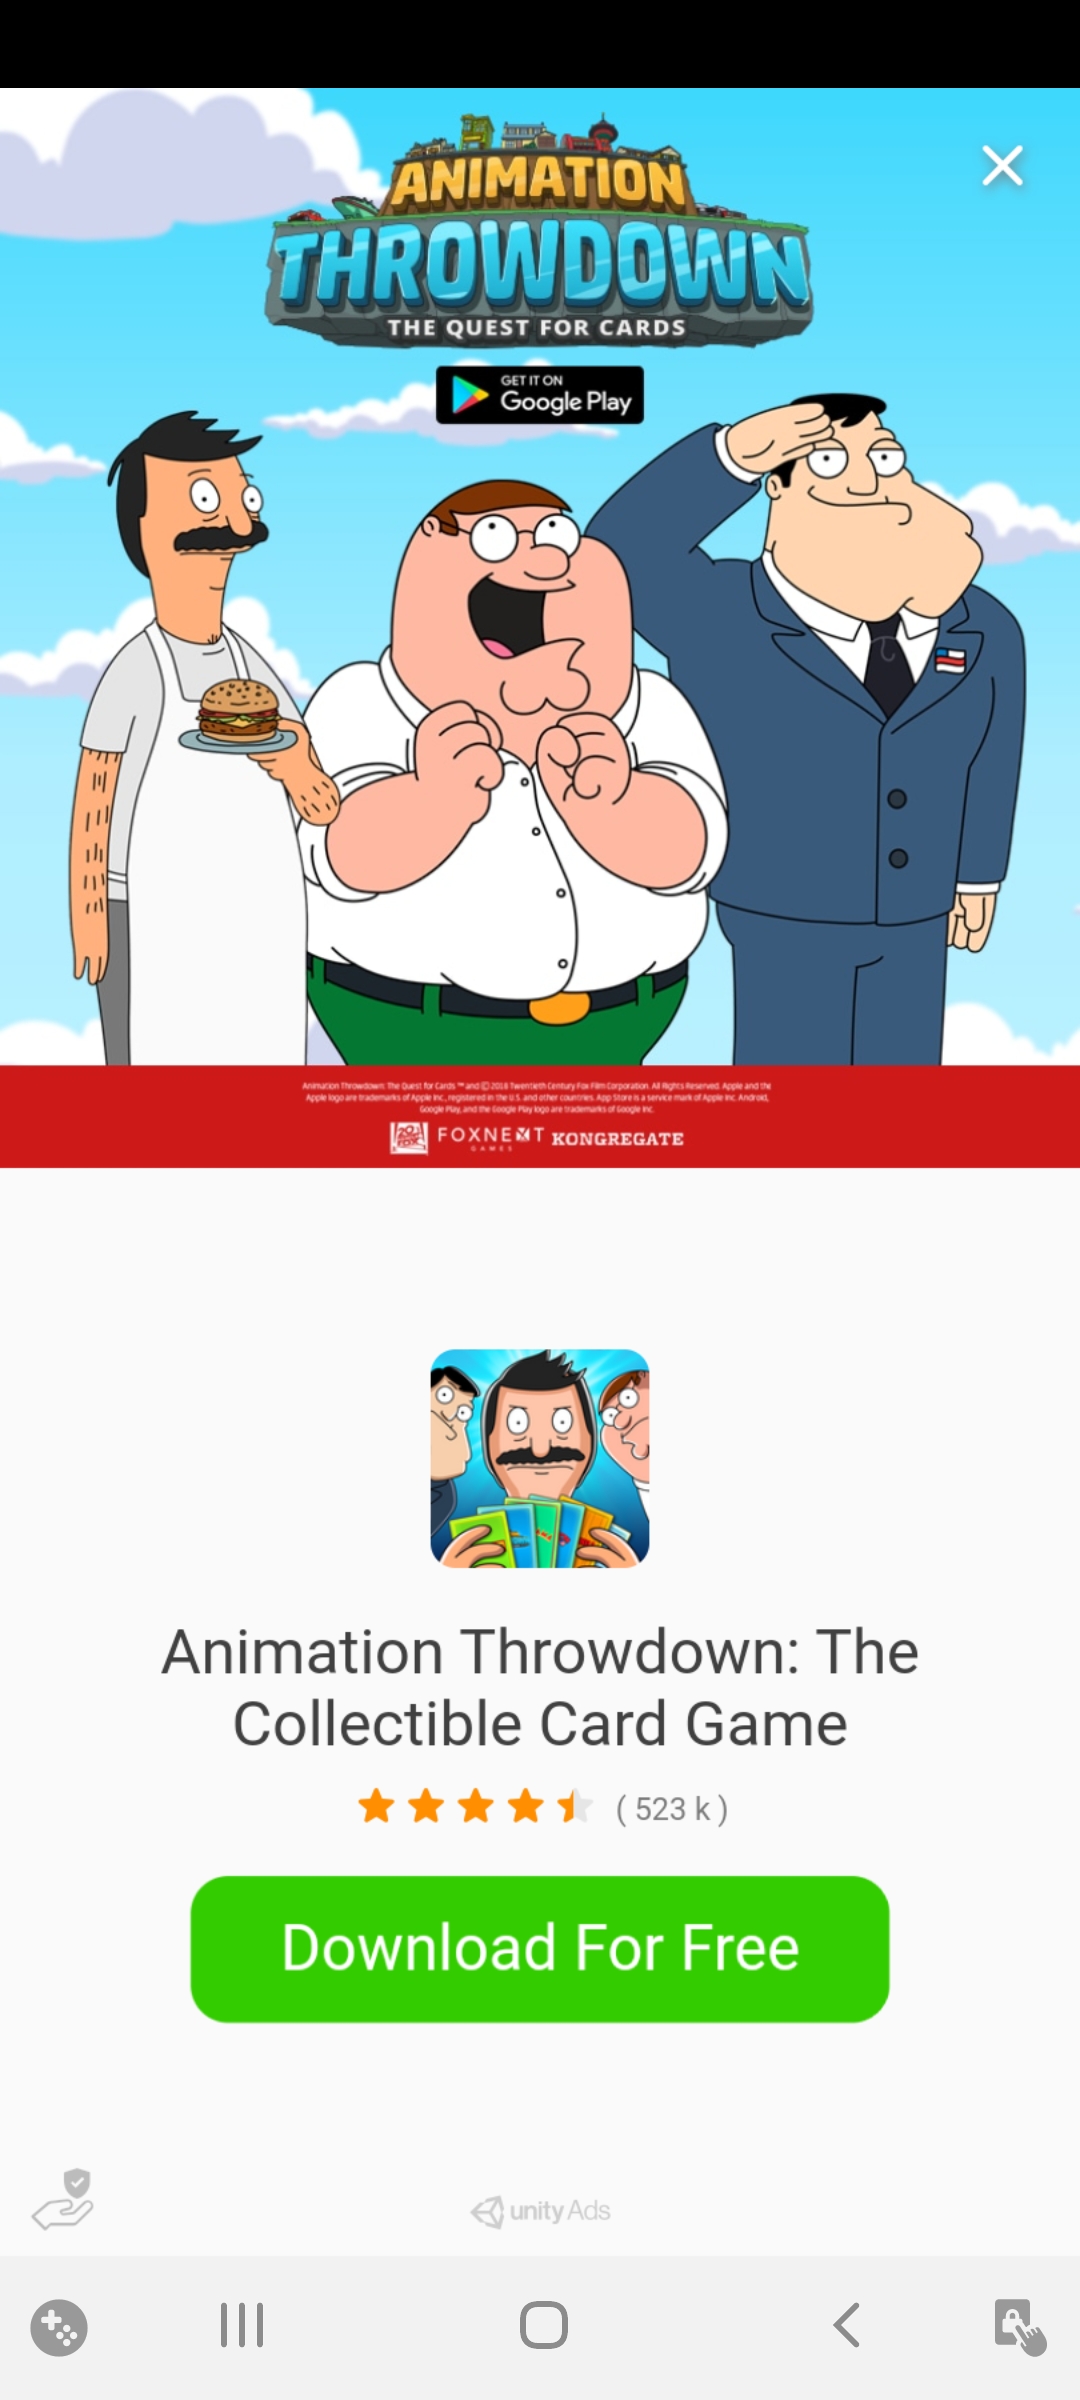 ANIMATION
THROWDOWN
THE QUEST FOR CARDS
GET IT ON
Google Play
Animation Throwdown: The Quest for Cards ™ and © 2018 Twentieth Century Fox Film Corporation. All Rights Reserved. Apple and the
Apple logo are trademarks of Apple Inc., registered in the U.S. and other countries. App Store is a service mark of Apple Inc. Android,
Google Play, and the Google Play logo are trademarks of Google Inc.
FOXNEXT
GAMES
KONGREGATE
Animation Throwdown: The
Collectible Card Game
( 523 k )
Download For Free
unity Ads